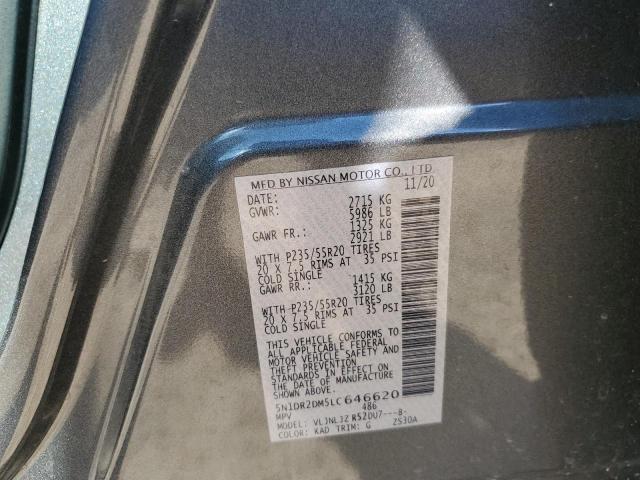 MFD BY NISSAN MOTOR CO., LTD
DATE: 11/20
GVWR: 2715 KG
5986 LB
GAWR FR.: 1325 KG
2921 LB
WITH P235/55R20 TIRES
20 X 7.5 RIMS AT 35 PSI
COLD SINGLE
GAWR RR.: 1415 KG
3120 LB
WITH P235/55R20 TIRES
20 X 7.5 RIMS AT 35 PSI
COLD SINGLE
THIS VEHICLE CONFORMS TO
ALL APPLICABLE FEDERAL
MOTOR VEHICLE SAFETY AND
THEFT PREVENTION
STANDARDS IN EFFECT ON
THE DATE OF MANUFACTURE
SHOWN ABOVE.
5N1DR2DM5LC646620
MPV 486
MODEL: VLJNLJZ R52DU7---B-
COLOR: KAD TRIM: G ZS30A